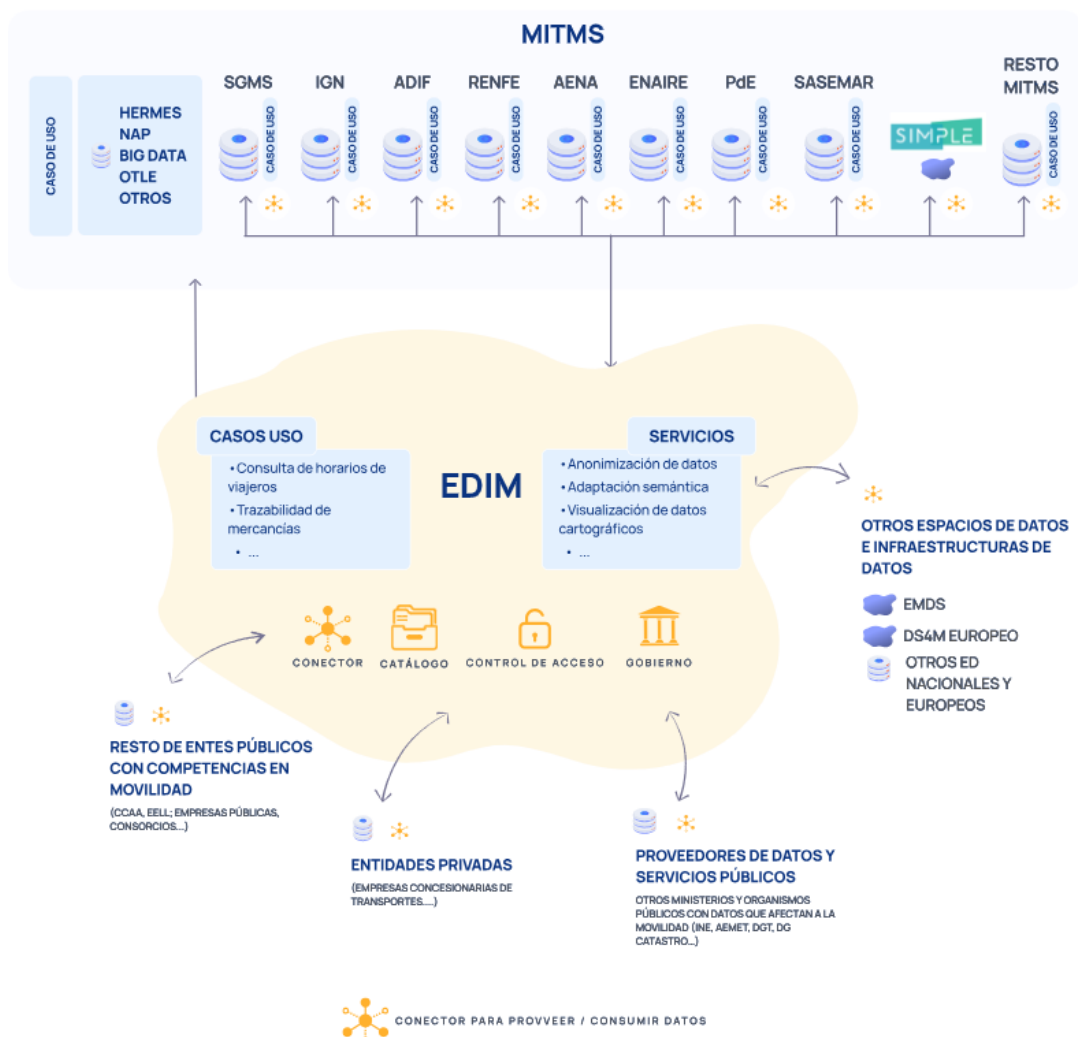 MITMS
CASO DE USO
HERMES
NAP
BIG DATA
OTLE
OTROS
SGMS
CASO DE USO
IGN
CASO DE USO
ADIF
CASO DE USO
RENFE
CASO DE USO
AENA
CASO DE USO
ENAIRE
CASO DE USO
PdE
CASO DE USO
SASEMAR
CASO DE USO
SIMPLE
RESTO
MITMS
CASO DE USO
CASOS USO
•Consulta de horarios de
viajeros
•Trazabilidad de
mercancías
• ...
EDIM
SERVICIOS
•Anonimización de datos
•Adaptación semántica
•Visualización de datos
cartográficos
• ...
CONECTOR
CATÁLOGO
CONTROL DE ACCESO
GOBIERNO
OTROS ESPACIOS DE DATOS
E INFRAESTRUCTURAS DE
DATOS
EMDS
DS4M EUROPEO
OTROS ED
NACIONALES Y
EUROPEOS
RESTO DE ENTES PÚBLICOS
CON COMPETENCIAS EN
MOVILIDAD
(CCAA, EELL; EMPRESAS PÚBLICAS,
CONSORCIOS...)
ENTIDADES PRIVADAS
(EMPRESAS CONCESIONARIAS DE
TRANSPORTES....)
PROVEEDORES DE DATOS Y
SERVICIOS PÚBLICOS
OTROS MINISTERIOS Y ORGANISMOS
PÚBLICOS CON DATOS QUE AFECTAN A LA
MOVILIDAD (INE, AEMET, DGT, DG
CATASTRO...)
CONECTOR PARA PROVVEER / CONSUMIR DATOS